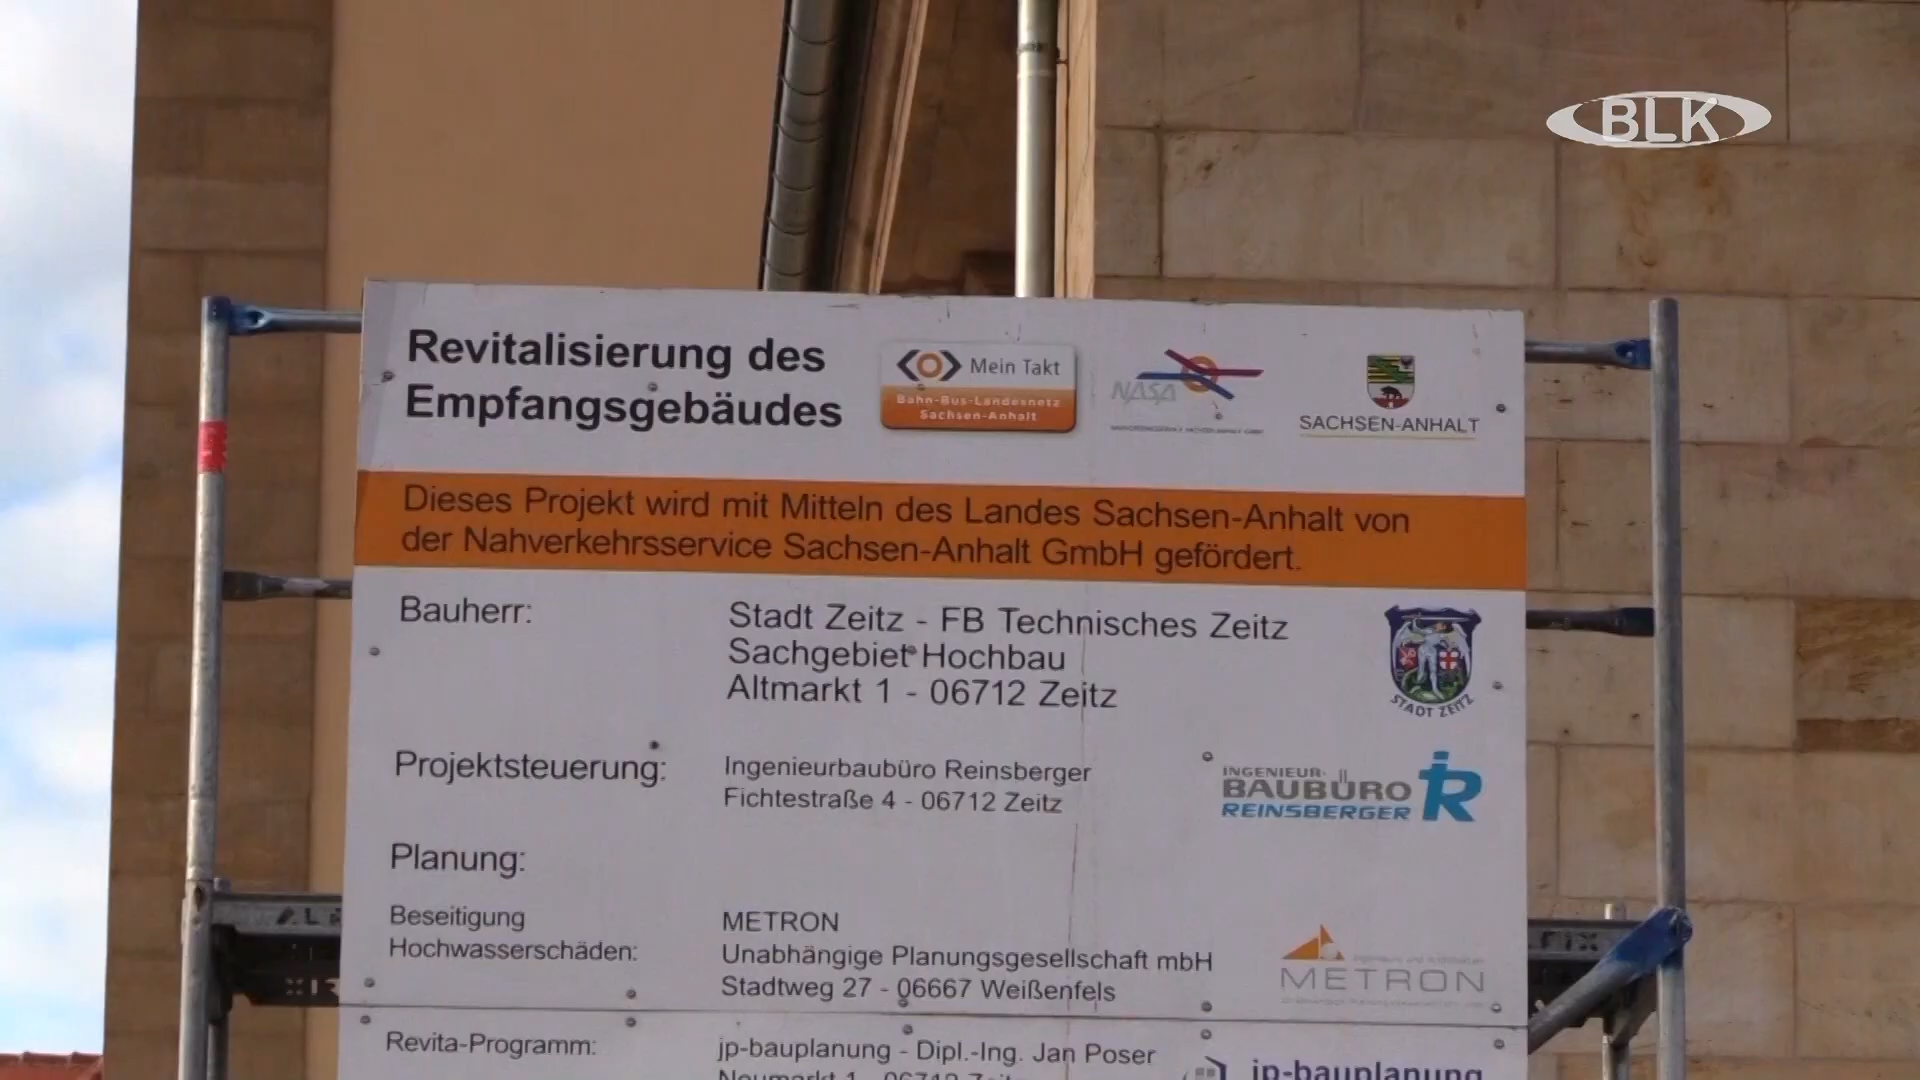 BLK
Revitalisierung des
Empfangsgebäudes
Mein Takt
Bahn-Bus-Landesnetz
Sachsen-Anhalt
NASA
SACHSEN-ANHALT
Dieses Projekt wird mit Mitteln des Landes Sachsen-Anhalt von
der Nahverkehrsservice Sachsen-Anhalt GmbH gefördert.
Bauherr:
Stadt Zeitz - FB Technisches Zeitz
Sachgebiet Hochbau
Altmarkt 1 - 06712 Zeitz
STADT ZEITZ
Projektsteuerung:
Ingenieurbaubüro Reinsberger
Fichtestraße 4 - 06712 Zeitz
INGENIEUR-
BAUBÜRO
REINSBERGER
Planung:
Beseitigung
Hochwasserschäden:
METRON
Unabhängige Planungsgesellschaft mbH
Stadtweg 27 - 06667 Weißenfels
METRON
Revita-Programm:
jp-bauplanung - Dipl.-Ing. Jan Poser
Neumarkt 1 - 06712 Zeitz
jp-bauplanung